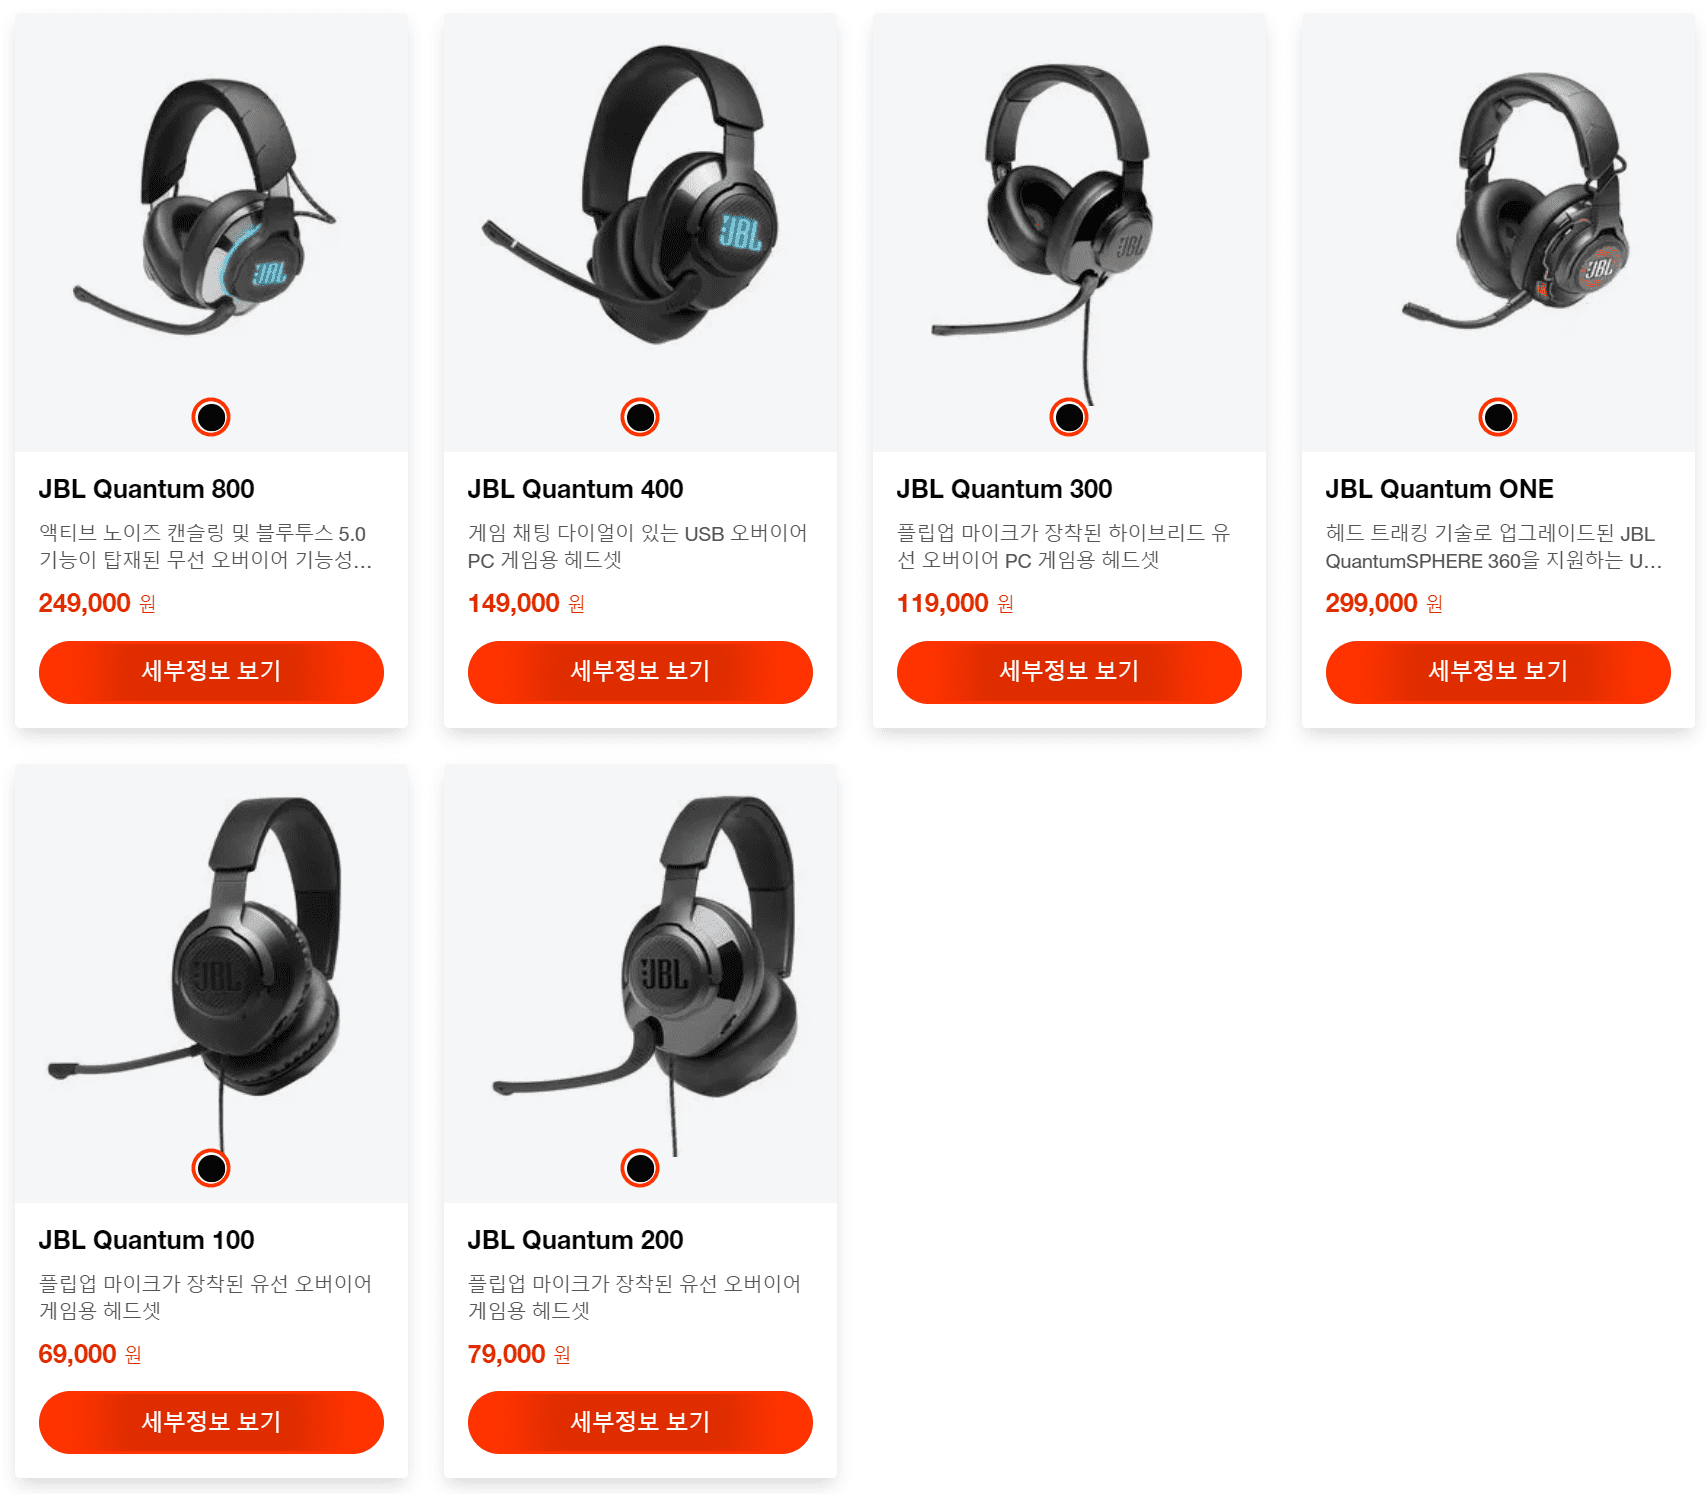 JBL
JBL
JBL
JBL
JBL Quantum 800
액티브 노이즈 캔슬링 및 블루투스 5.0
기능이 탑재된 무선 오버이어 기능성...
249,000 원
세부정보 보기
JBL Quantum 400
게임 채팅 다이얼이 있는 USB 오버이어
PC 게임용 헤드셋
149,000 원
세부정보 보기
JBL Quantum 300
플립업 마이크가 장착된 하이브리드 유
선 오버이어 PC 게임용 헤드셋
119,000 원
세부정보 보기
JBL Quantum ONE
헤드 트래킹 기술로 업그레이드된 JBL
QuantumSPHERE 360을 지원하는 U...
299,000 원
세부정보 보기
JBL
JBL
JBL Quantum 100
플립업 마이크가 장착된 유선 오버이어
게임용 헤드셋
69,000 원
세부정보 보기
JBL Quantum 200
플립업 마이크가 장착된 유선 오버이어
게임용 헤드셋
79,000 원
세부정보 보기